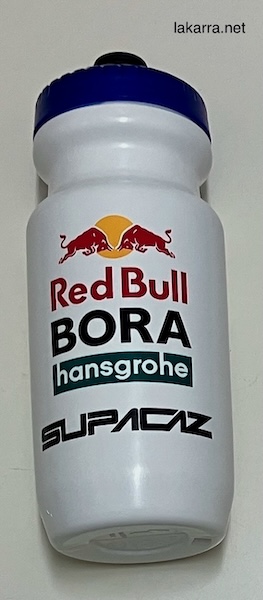 lakarra.net
Red Bull
BORA
hansgrohe
SUPACAZ